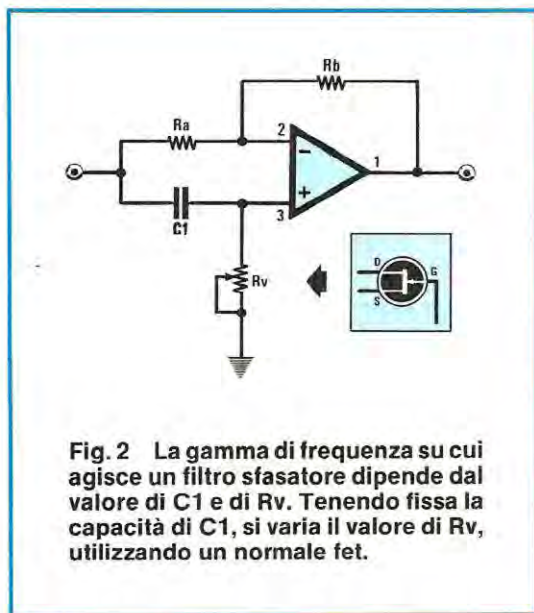 Rb
Ra
2
1
3
C1
Rv
D
G
S
Fig. 2 La gamma di frequenza su cui
agisce un filtro sfasatore dipende dal
valore di C1 e di Rv. Tenendo fissa la
capacità di C1, si varia il valore di Rv,
utilizzando un normale fet.